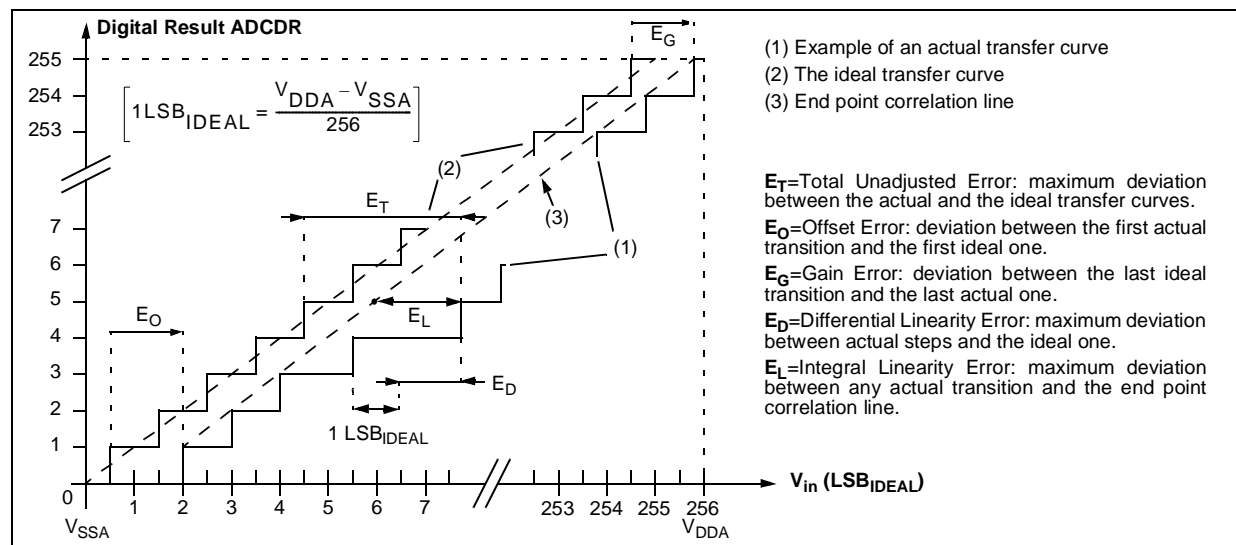 Digital Result ADCDR
E_G
(1) Example of an actual transfer curve
(2) The ideal transfer curve
(3) End point correlation line
255
254
253
1LSB_IDEAL = (V_DDA – V_SSA) / 256
(2)
E_T
(3)
(1)
7
6
5
4
3
2
1
0
E_O
E_L
E_D
1 LSB_IDEAL
E_T=Total Unadjusted Error: maximum deviation
between the actual and the ideal transfer curves.
E_O=Offset Error: deviation between the first actual
transition and the first ideal one.
E_G=Gain Error: deviation between the last ideal
transition and the last actual one.
E_D=Differential Linearity Error: maximum deviation
between actual steps and the ideal one.
E_L=Integral Linearity Error: maximum deviation
between any actual transition and the end point
correlation line.
V_in (LSB_IDEAL)
1 2 3 4 5 6 7 253 254 255 256
V_SSA
V_DDA